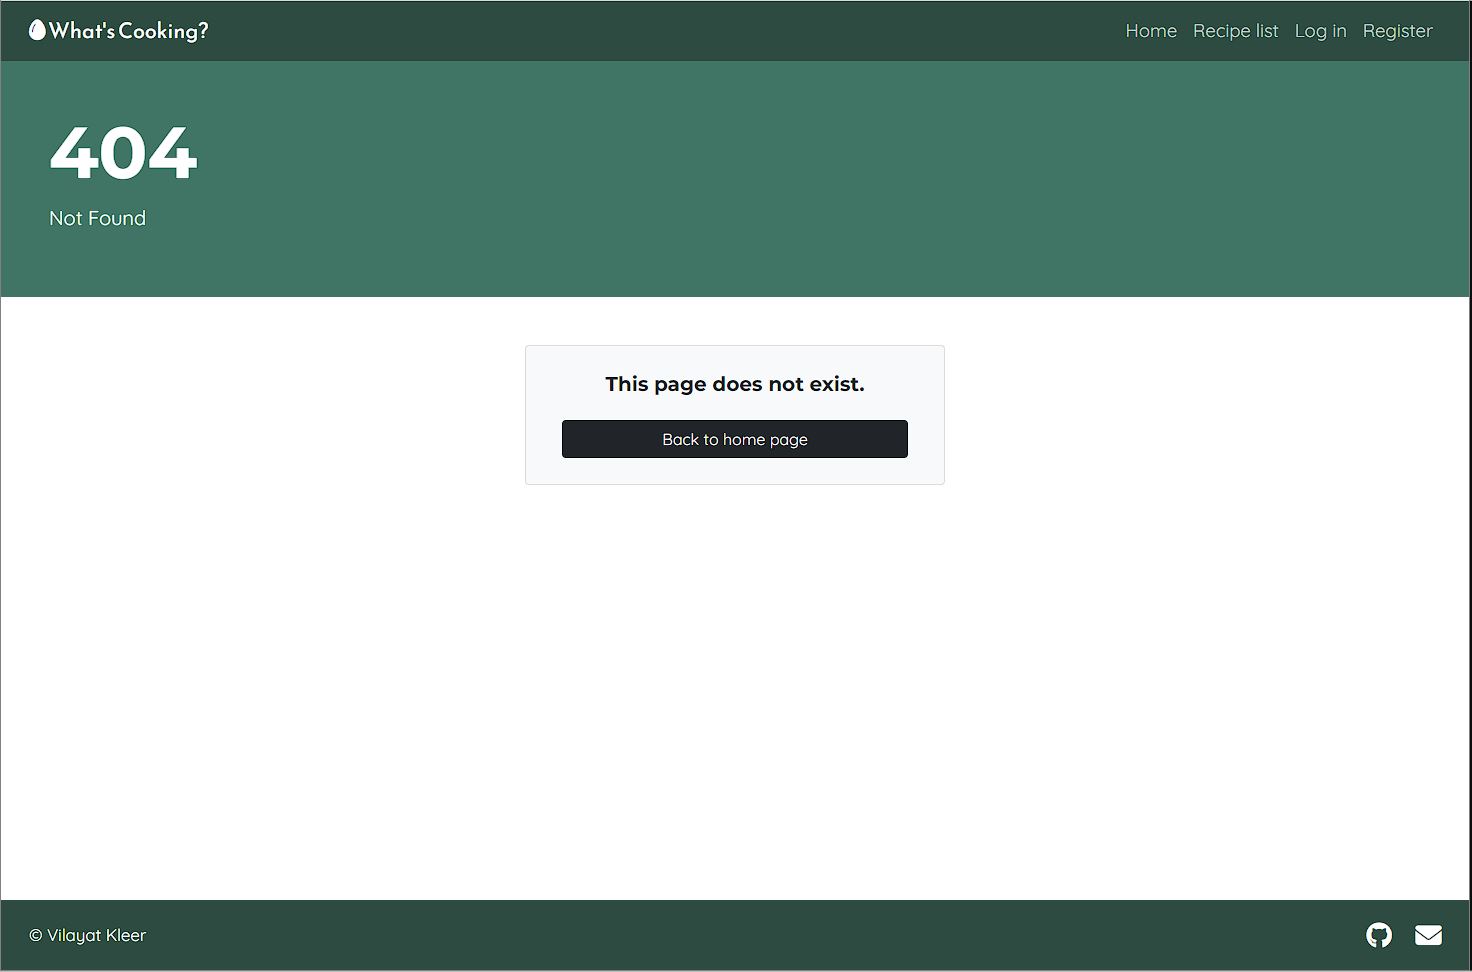 What's Cooking?
Home Recipe list Log in Register
404
Not Found
This page does not exist.
Back to home page
© Vilayat Kleer